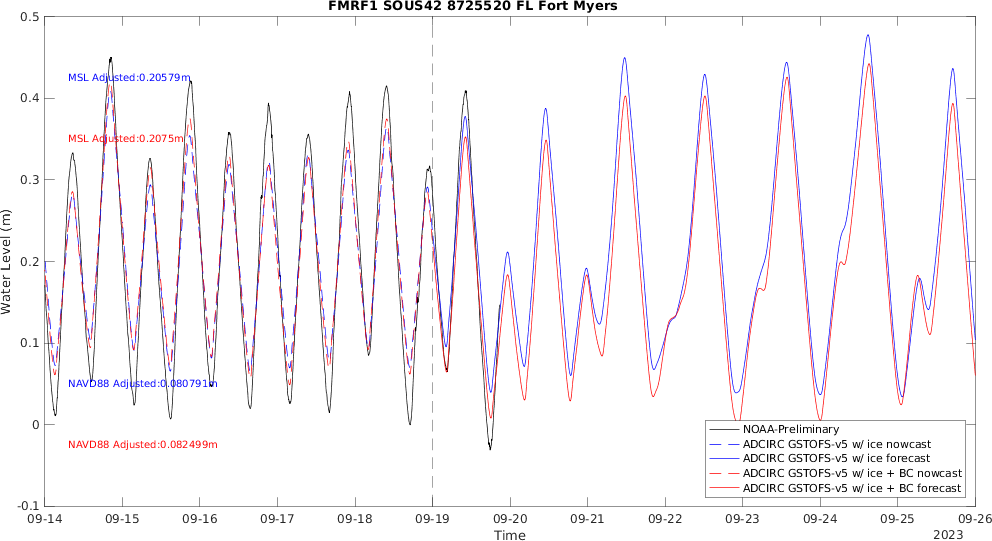 FMRF1 SOUS42 8725520 FL Fort Myers
0.5
0.4
0.3
0.2
0.1
0
-0.1
Water Level (m)
MSL Adjusted:0.20579m
MSL Adjusted:0.2075m
NAVD88 Adjusted:0.080791m
NAVD88 Adjusted:0.082499m
NOAA-Preliminary
ADCIRC GSTOFS-v5 w/ ice nowcast
ADCIRC GSTOFS-v5 w/ ice forecast
ADCIRC GSTOFS-v5 w/ ice + BC nowcast
ADCIRC GSTOFS-v5 w/ ice + BC forecast
09-14 09-15 09-16 09-17 09-18 09-19 09-20 09-21 09-22 09-23 09-24 09-25 09-26
Time
2023